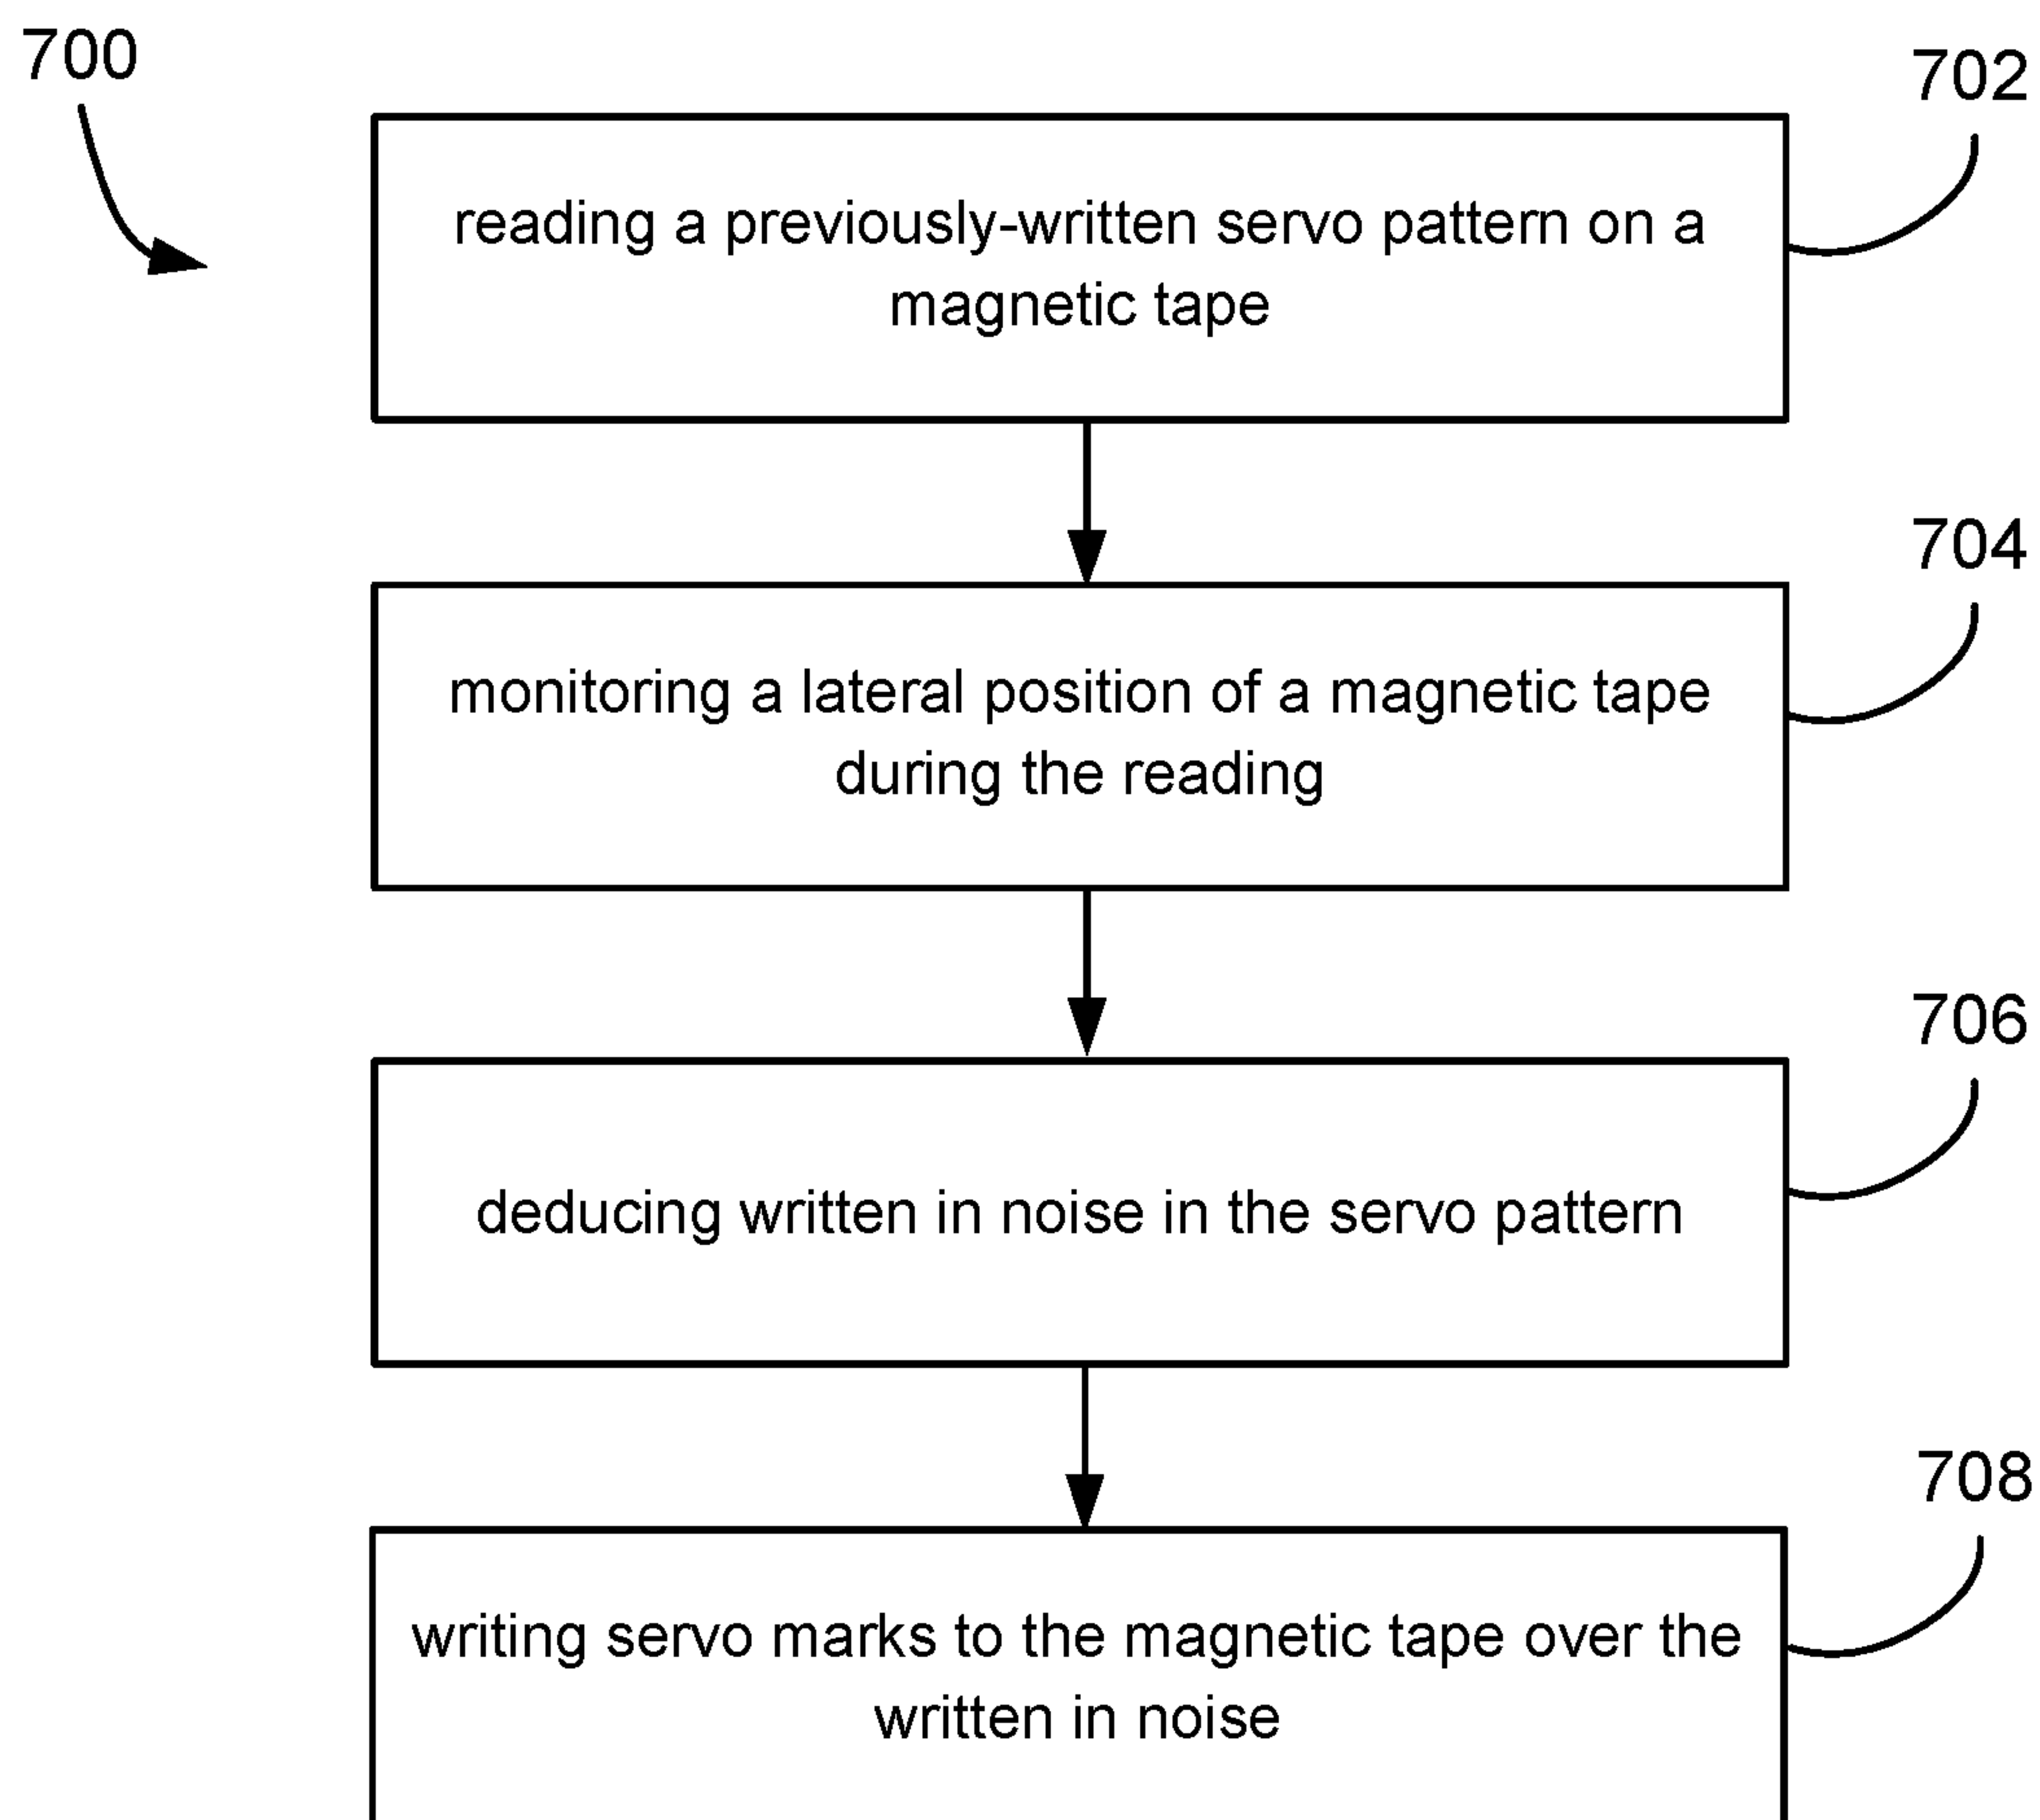 700
702
reading a previously-written servo pattern on a
magnetic tape
704
monitoring a lateral position of a magnetic tape
during the reading
706
deducing written in noise in the servo pattern
708
writing servo marks to the magnetic tape over the
written in noise